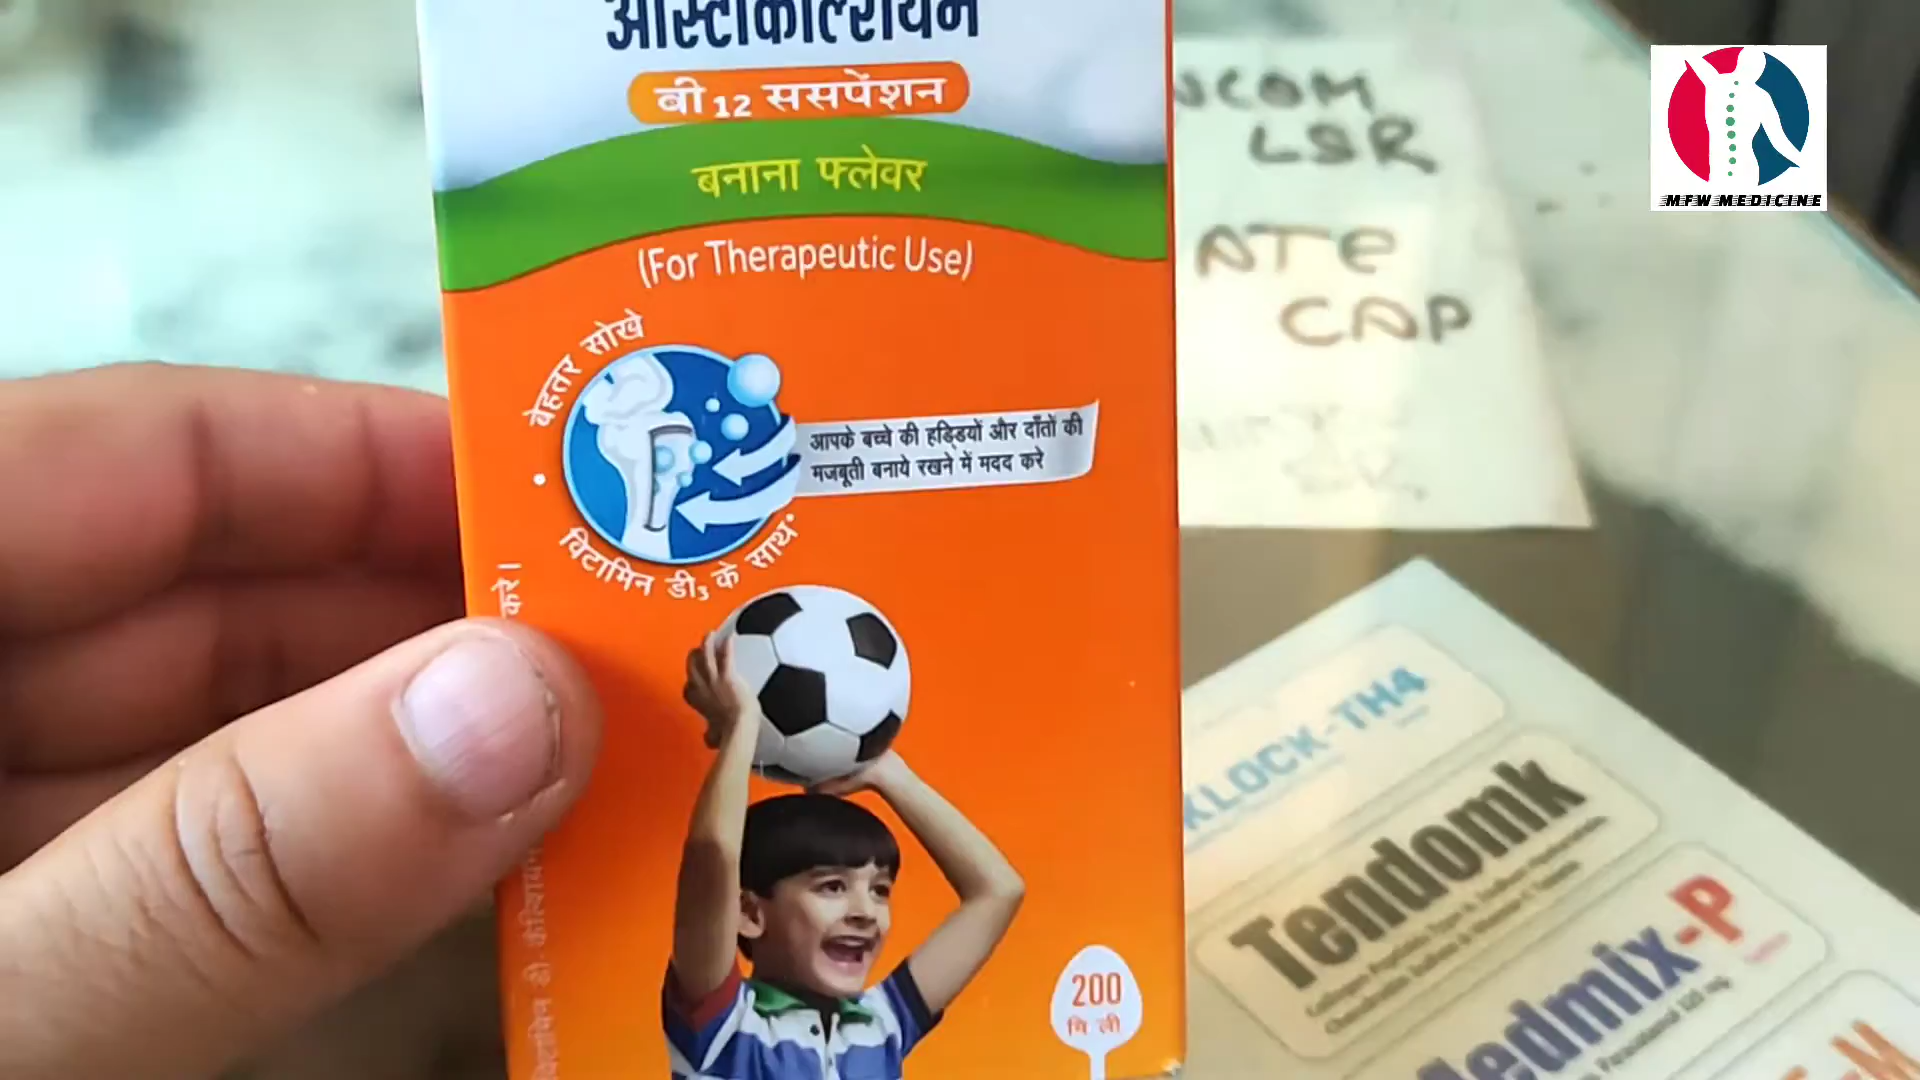 ऑस्टोकैल्शियम
बी 12 ससपेंशन
बनाना फ्लेवर
(For Therapeutic Use)
बेहतर सोखे
आपके बच्चे की हड्डियों और दाँतो की
मजबूती बनाये रखने में मदद करे
विटामिन डी3 के साथ
करे।
200
मि ली
MFW MEDICINE
LSR
ATE
CAP
KLOCK-TH4
Tendomk
Medmix-P